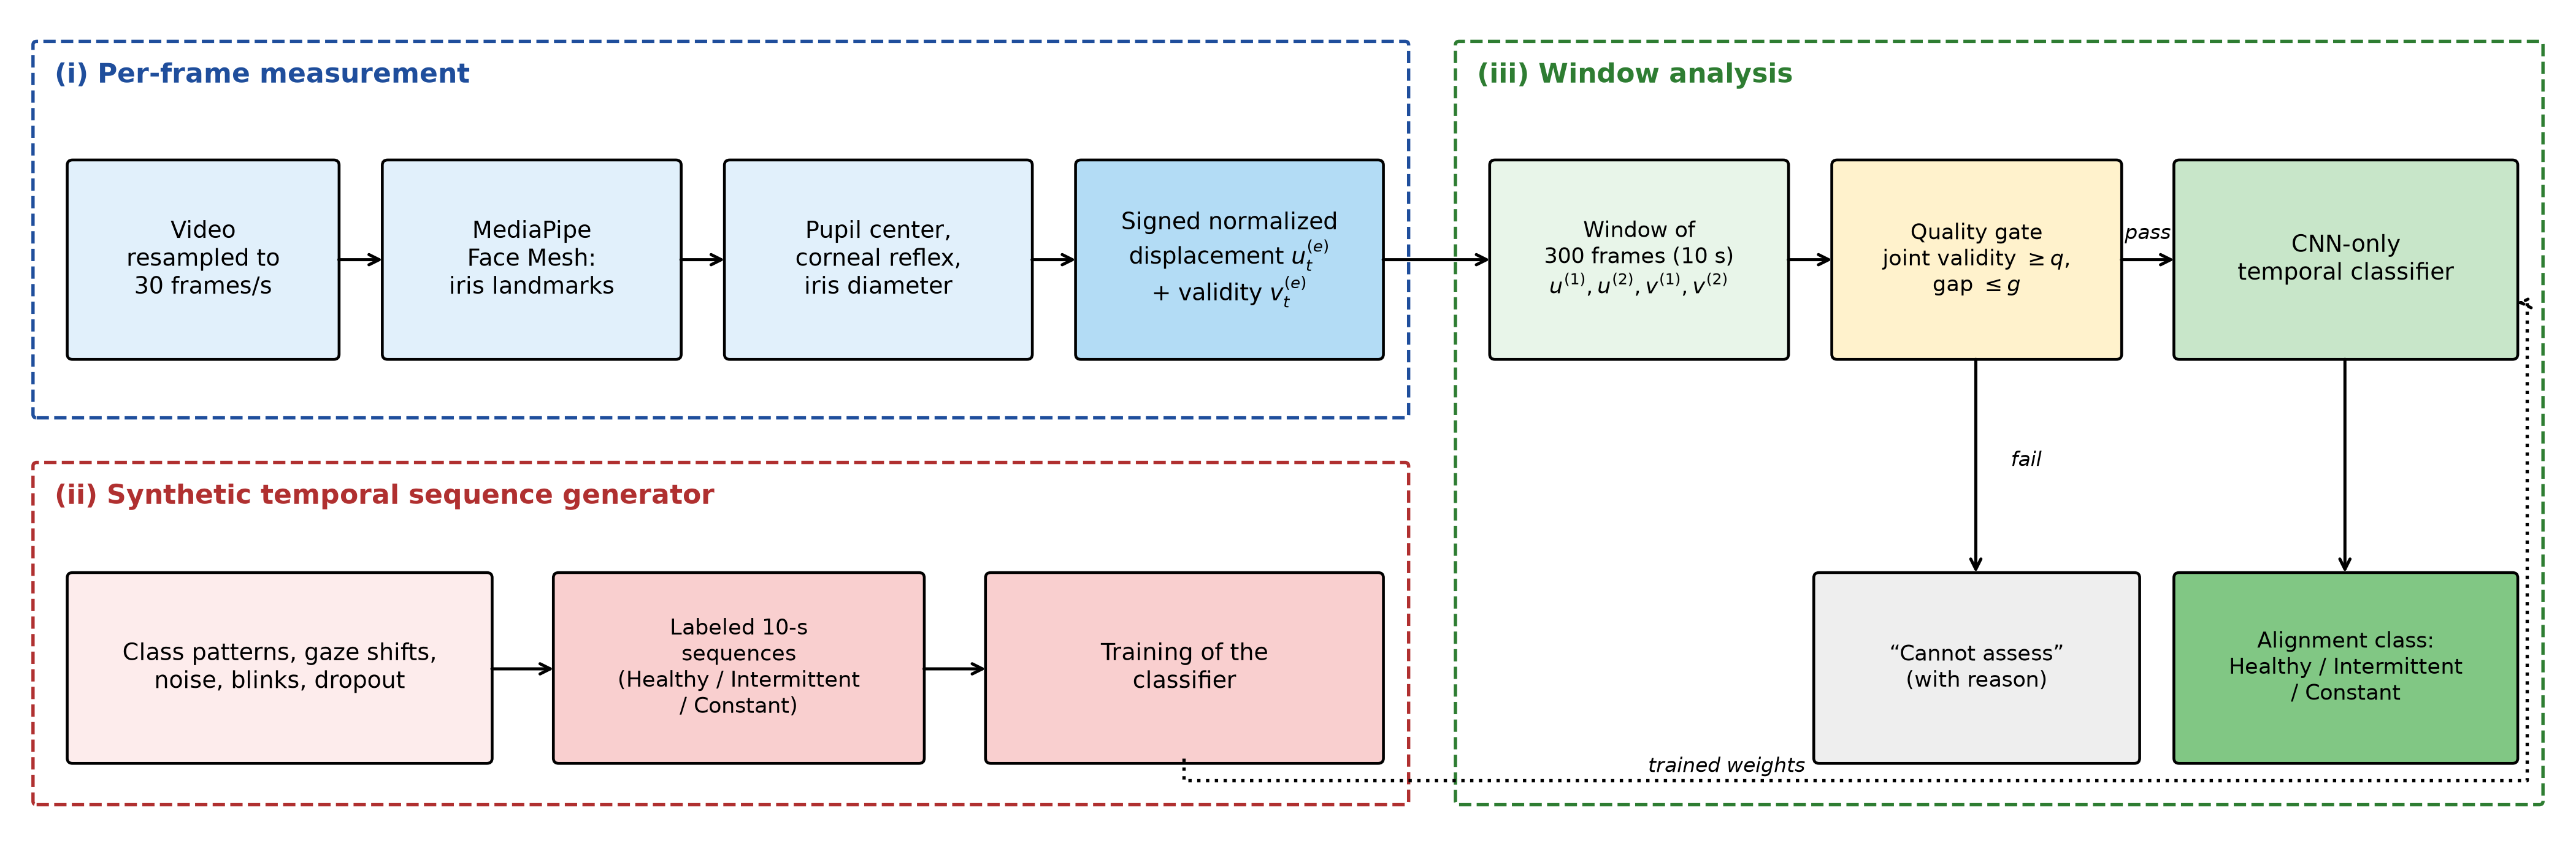 (i) Per-frame measurement
Video
resampled to
30 frames/s
MediaPipe
Face Mesh:
iris landmarks
Pupil center,
corneal reflex,
iris diameter
Signed normalized
displacement u_t^{(e)}
+ validity v_t^{(e)}
(ii) Synthetic temporal sequence generator
Class patterns, gaze shifts,
noise, blinks, dropout
Labeled 10-s
sequences
(Healthy / Intermittent
/ Constant)
Training of the
classifier
trained weights
(iii) Window analysis
Window of
300 frames (10 s)
u^{(1)}, u^{(2)}, v^{(1)}, v^{(2)}
Quality gate
joint validity ≥ q,
gap ≤ g
pass
CNN-only
temporal classifier
fail
“Cannot assess”
(with reason)
Alignment class:
Healthy / Intermittent
/ Constant